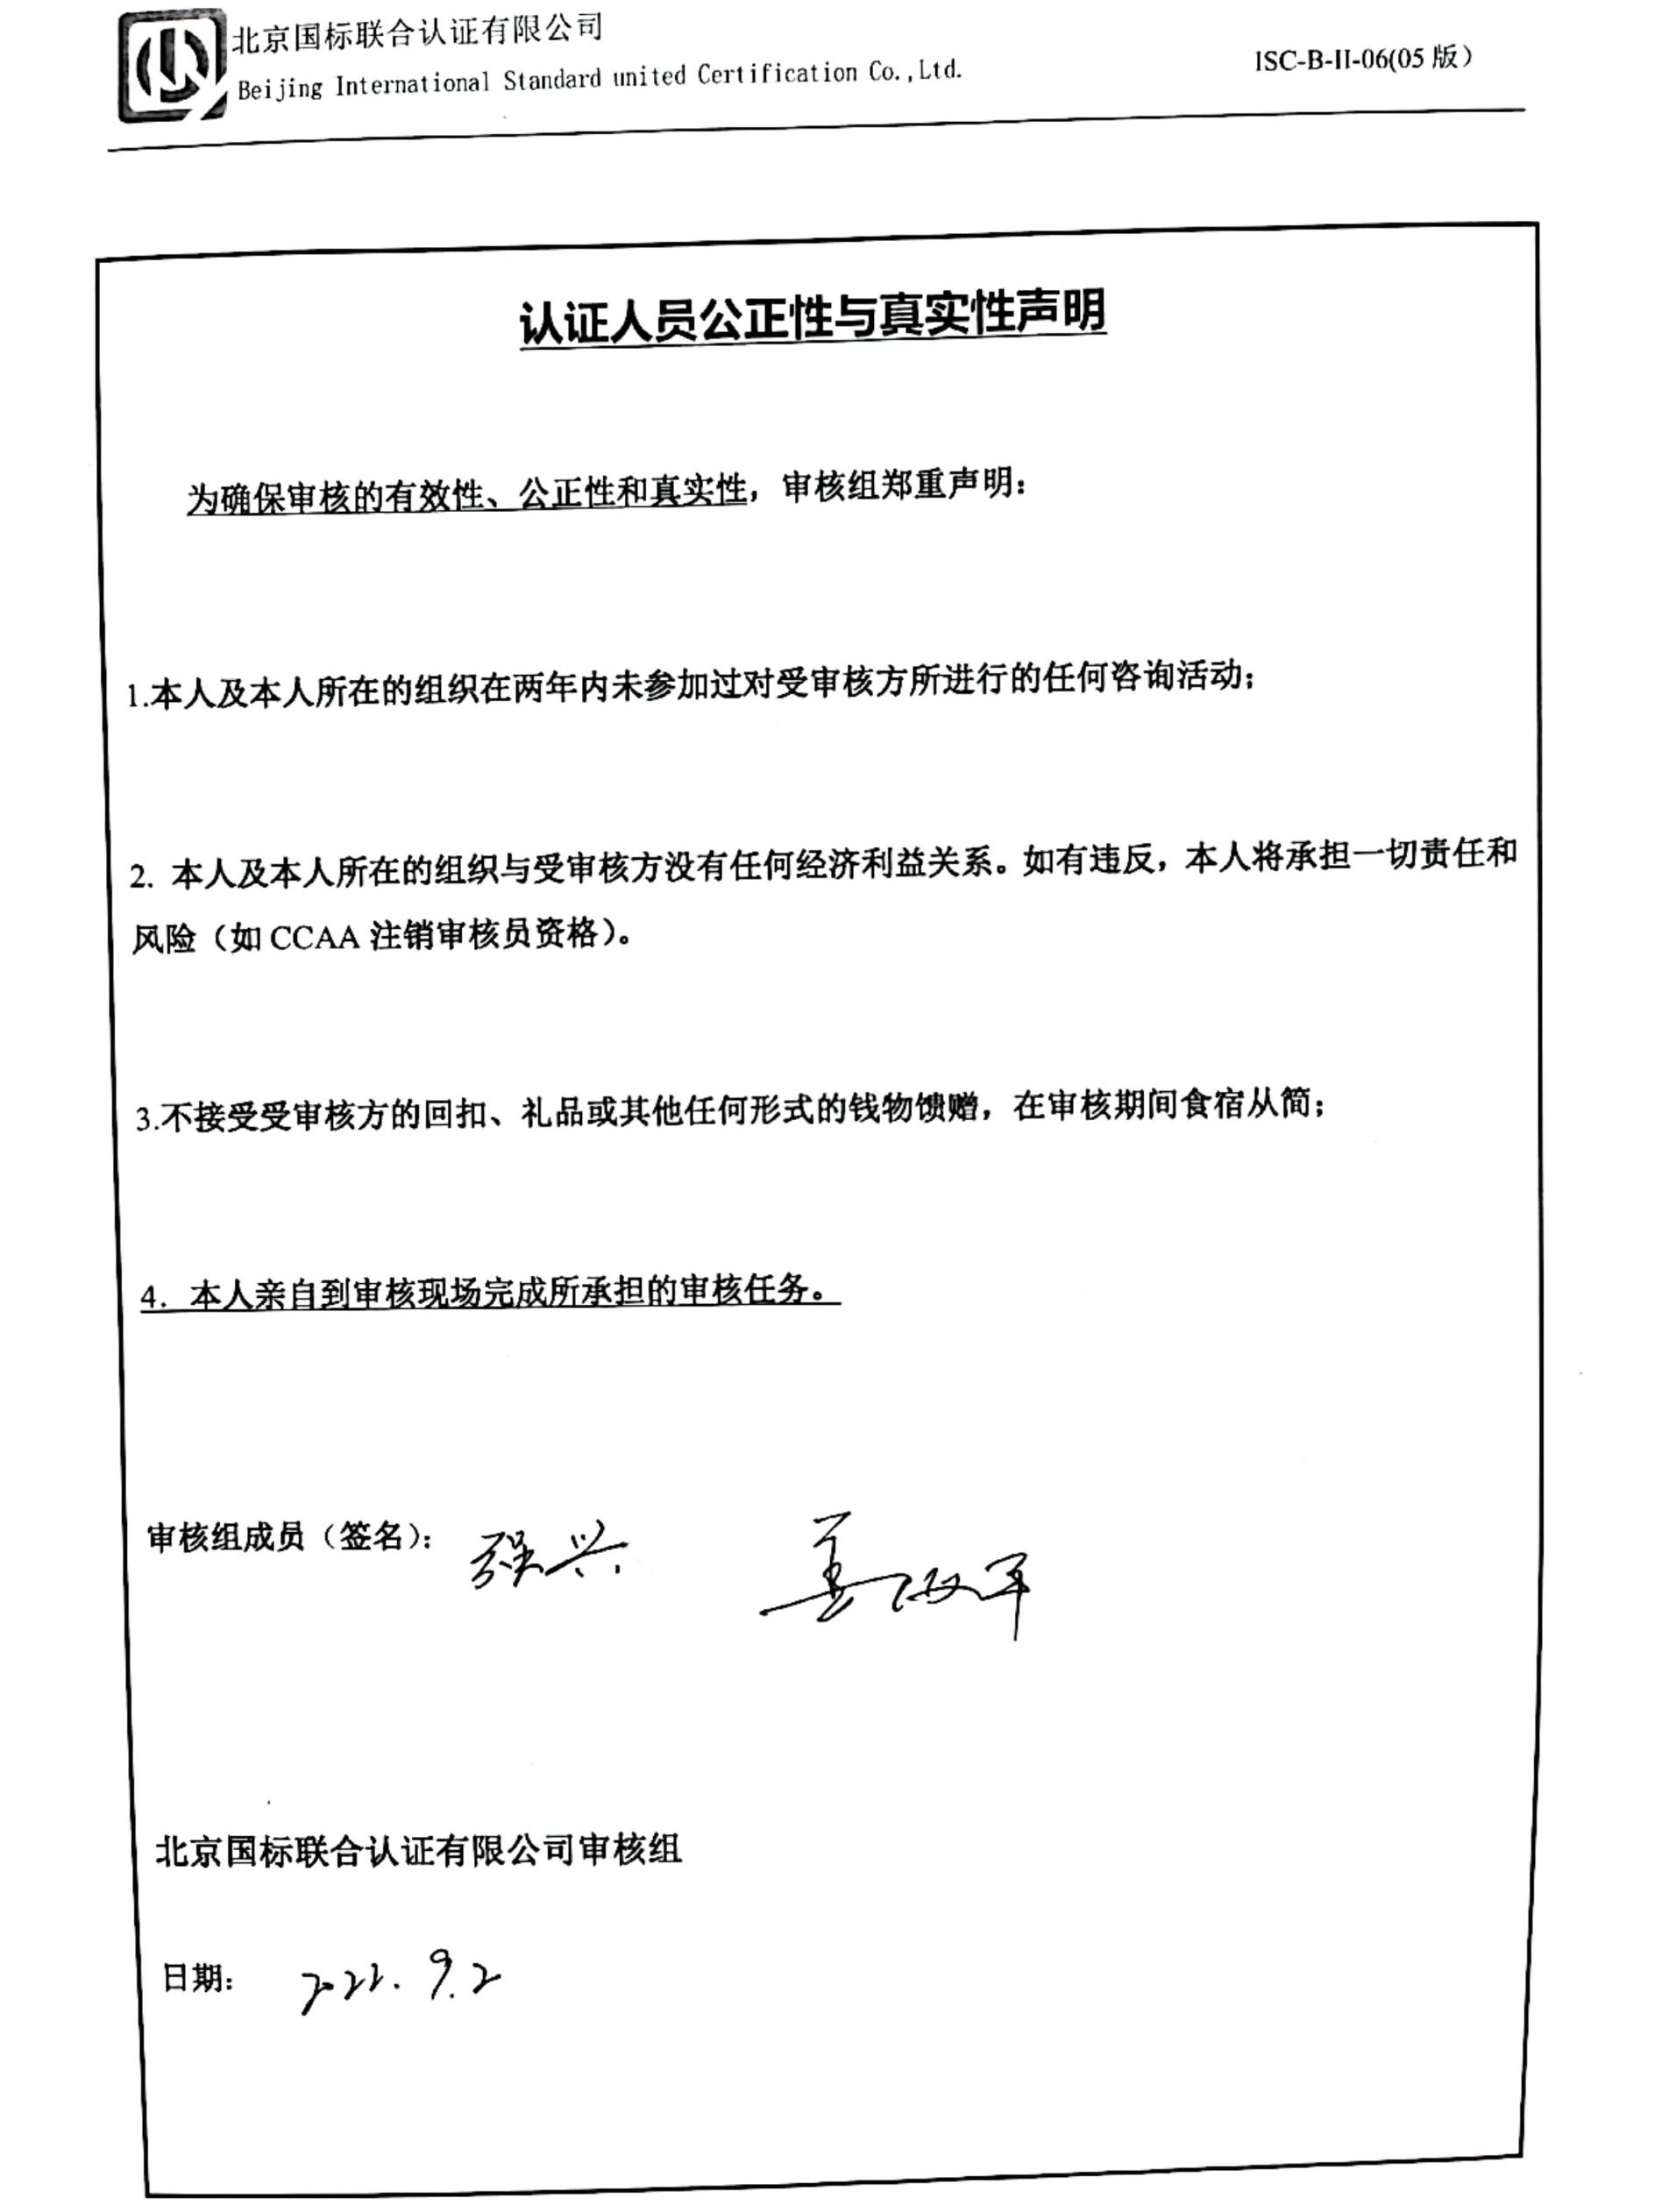 北京国标联合认证有限公司
Beijing International Standard united Certification Co.,Ltd.
ISC-B-II-06(05 版）
认证人员公正性与真实性声明
为确保审核的有效性、公正性和真实性，审核组郑重声明：
1.本人及本人所在的组织在两年内未参加过对受审核方所进行的任何咨询活动；
2. 本人及本人所在的组织与受审核方没有任何经济利益关系。如有违反，本人将承担一切责任和
风险（如 CCAA 注销审核员资格）。
3.不接受受审核方的回扣、礼品或其他任何形式的钱物馈赠，在审核期间食宿从简；
4. 本人亲自到审核现场完成所承担的审核任务。
审核组成员（签名）：
北京国标联合认证有限公司审核组
日期： 2022. 9.2